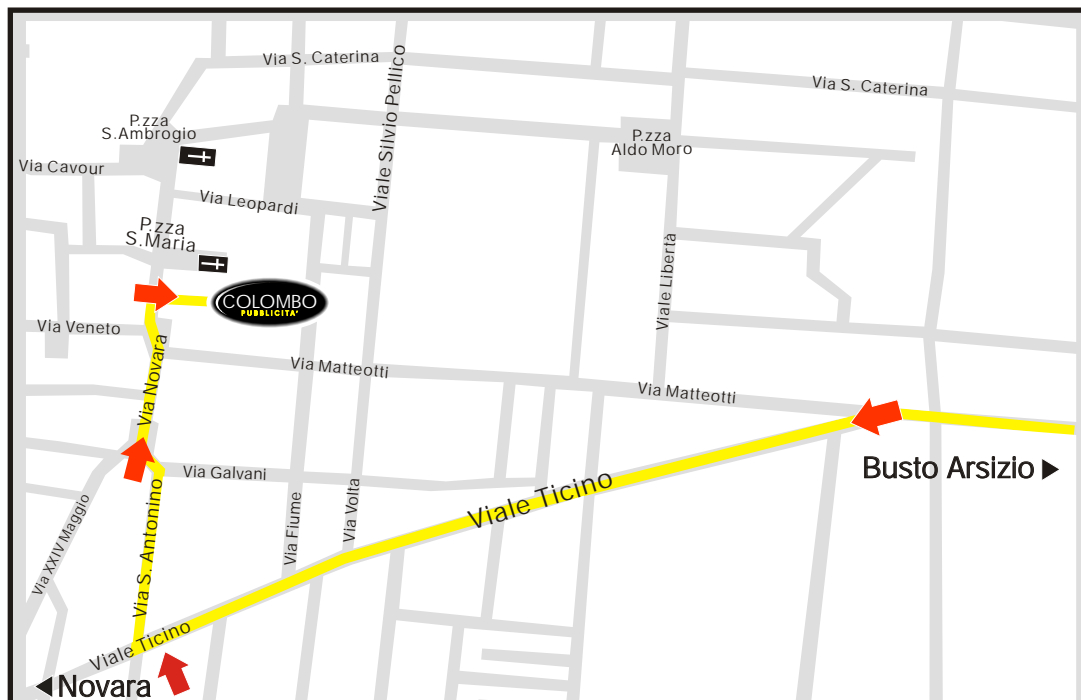 Via S. Caterina
Viale Silvio Pellico
Via S. Caterina
P.zza
S.Ambrogio
P.zza
Aldo Moro
Via Cavour
Via Leopardi
P.zza
S.Maria
Viale Libertà
COLOMBO
PUBBLICITA'
Via Veneto
Via Novara
Via Matteotti
Via Matteotti
Via Galvani
Busto Arsizio
Viale Ticino
Via XXIV Maggio
Via S. Antonino
Via Fiume
Via Volta
Viale Ticino
Novara